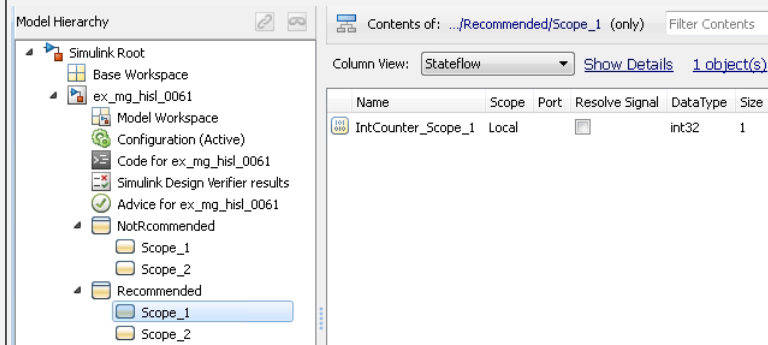 Model Hierarchy
Simulink Root
Base Workspace
ex_mg_hisl_0061
Model Workspace
Configuration (Active)
Code for ex_mg_hisl_0061
Simulink Design Verifier results
Advice for ex_mg_hisl_0061
NotRcommended
Scope_1
Scope_2
Recommended
Scope_1
Scope_2
Contents of: .../Recommended/Scope_1 (only) Filter Contents
Column View: Stateflow Show Details 1 object(s)
Name Scope Port Resolve Signal DataType Size
IntCounter_Scope_1 Local int32 1